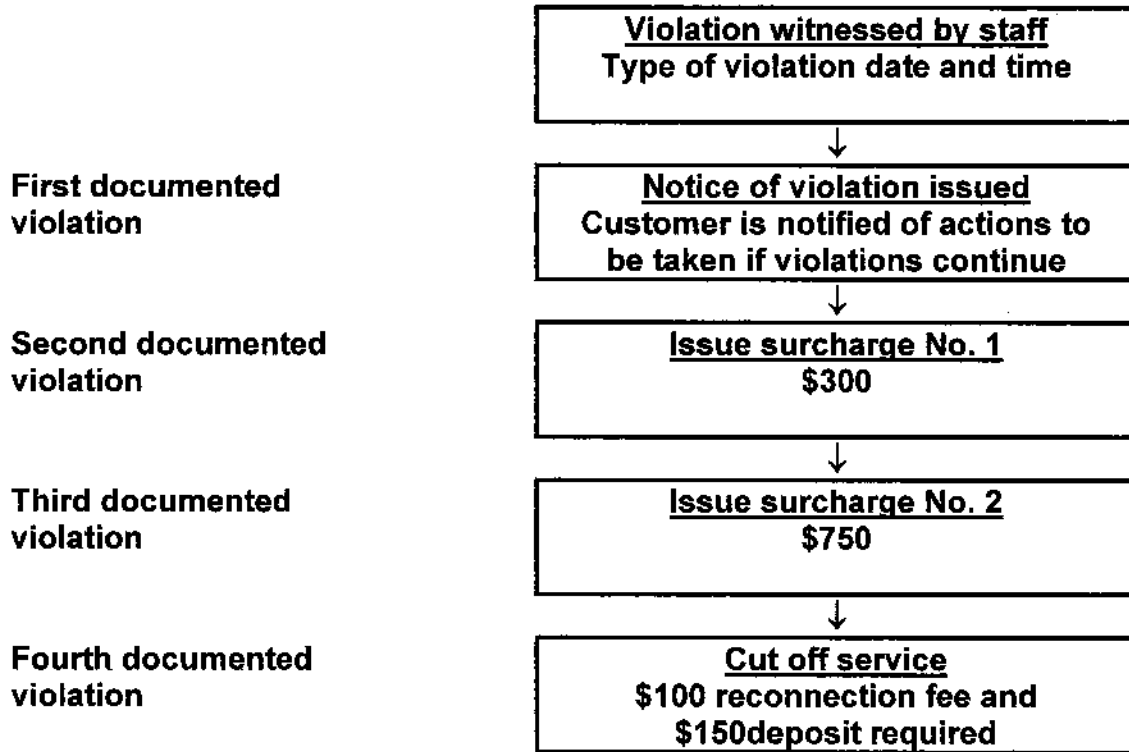 Violation witnessed by staff
Type of violation date and time
↓
First documented
violation
Notice of violation issued
Customer is notified of actions to
be taken if violations continue
↓
Second documented
violation
Issue surcharge No. 1
$300
↓
Third documented
violation
Issue surcharge No. 2
$750
↓
Fourth documented
violation
Cut off service
$100 reconnection fee and
$150deposit required